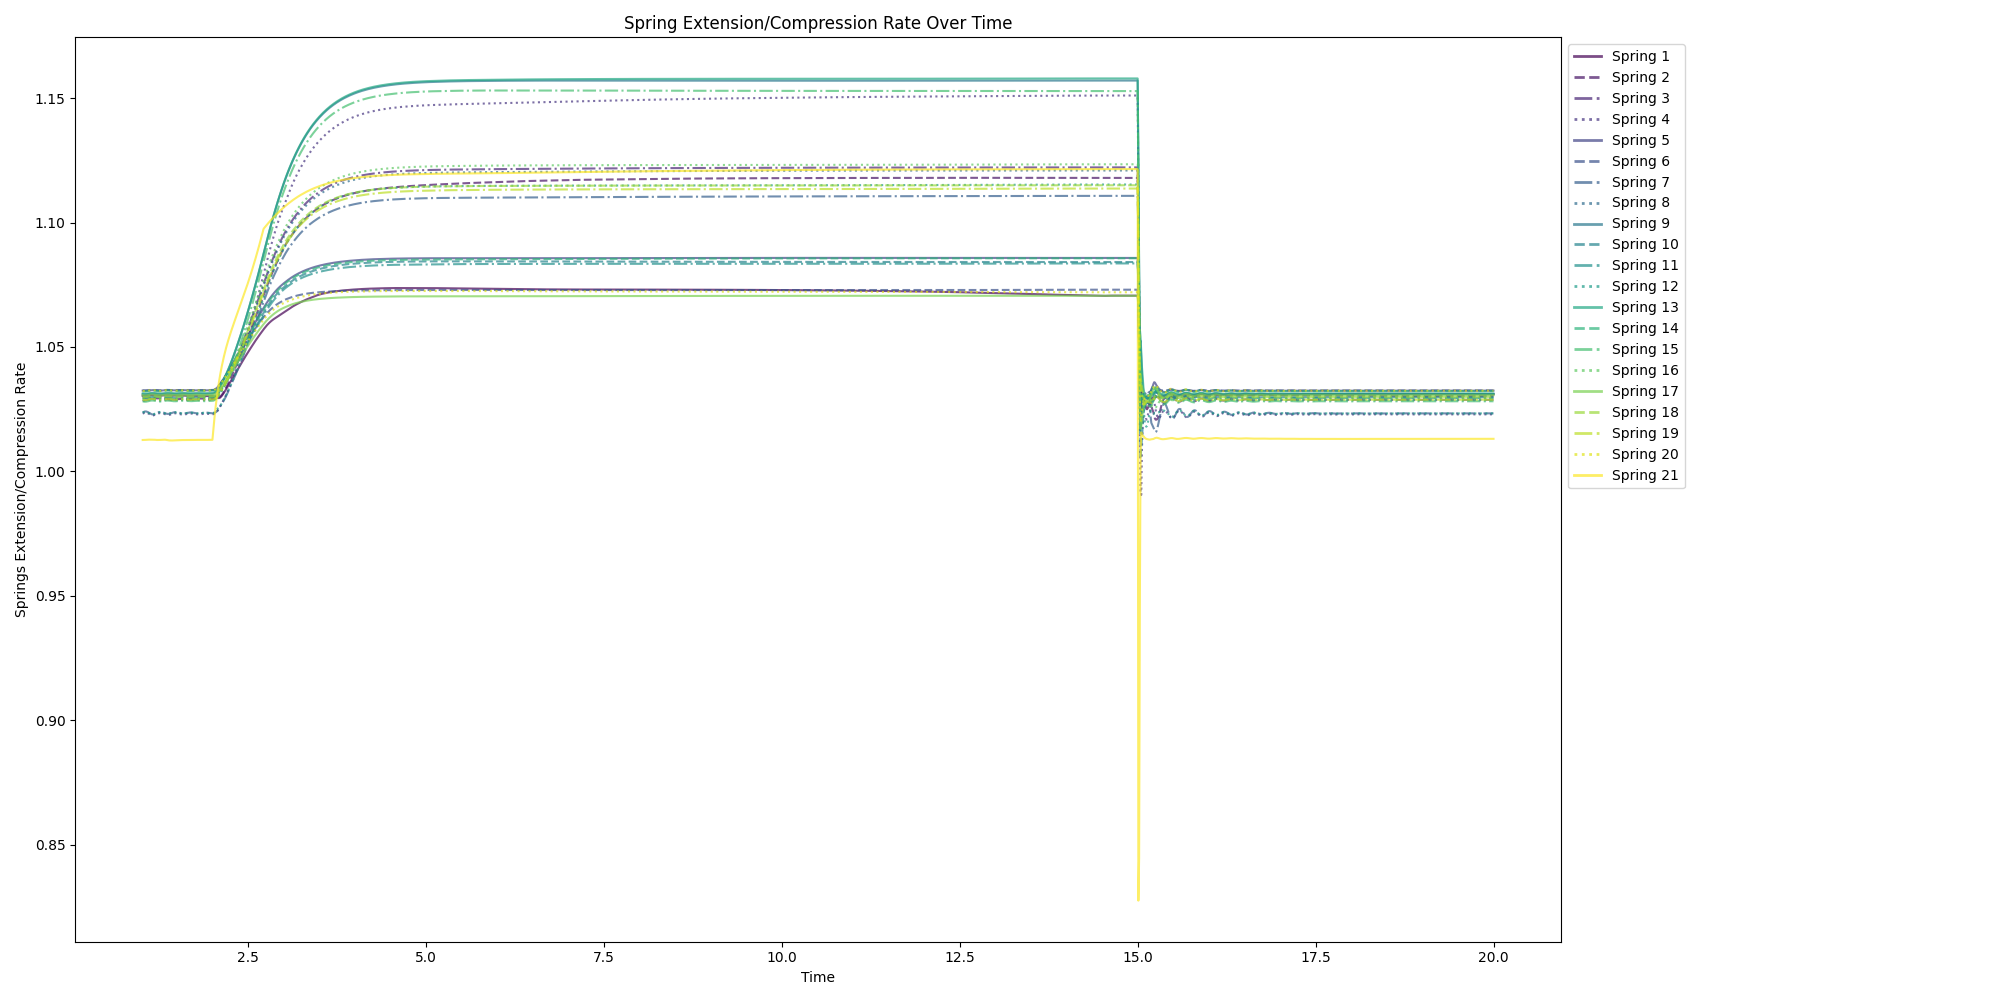 Spring Extension/Compression Rate Over Time
Springs Extension/Compression Rate
1.15
1.10
1.05
1.00
0.95
0.90
0.85
2.5
5.0
7.5
10.0
12.5
15.0
17.5
20.0
Time
Spring 1
Spring 2
Spring 3
Spring 4
Spring 5
Spring 6
Spring 7
Spring 8
Spring 9
Spring 10
Spring 11
Spring 12
Spring 13
Spring 14
Spring 15
Spring 16
Spring 17
Spring 18
Spring 19
Spring 20
Spring 21